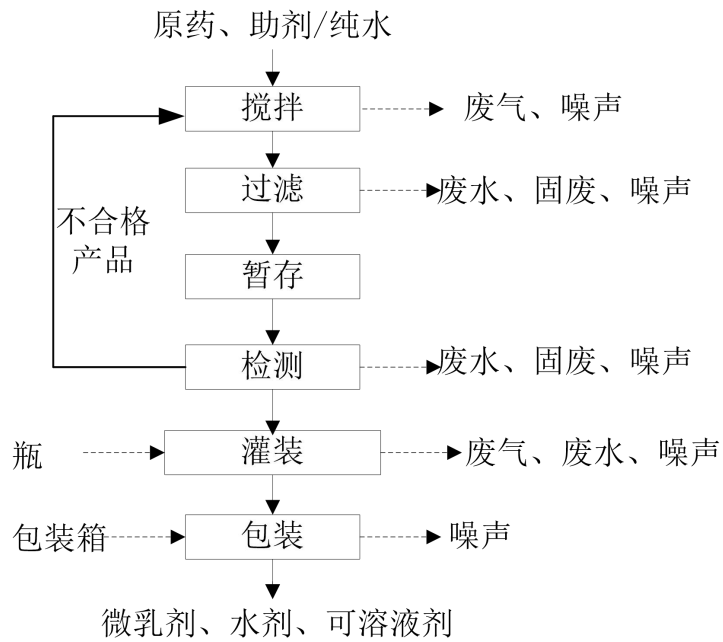 原药、助剂/纯水
搅拌
废气、噪声
过滤
废水、固废、噪声
不合格
产品
暂存
检测
废水、固废、噪声
瓶
灌装
废气、废水、噪声
包装箱
包装
噪声
微乳剂、水剂、可溶液剂